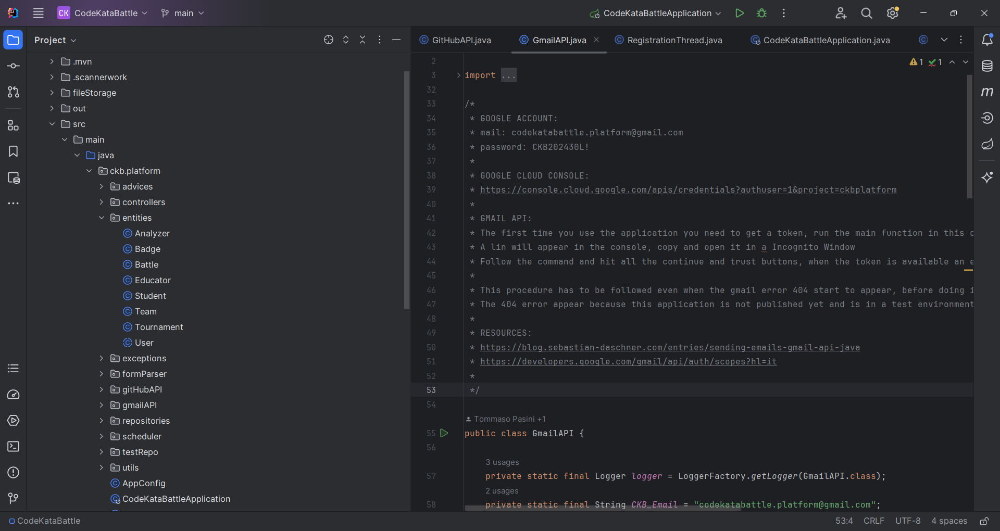 CK CodeKataBattle main CodeKataBattleApplication
Project
.mvn
.scannerwork
fileStorage
out
src
main
java
ckb.platform
advices
controllers
entities
Analyzer
Badge
Battle
Educator
Student
Team
Tournament
User
exceptions
formParser
gitHubAPI
gmailAPI
repositories
scheduler
testRepo
utils
AppConfig
CodeKataBattleApplication
GitHubAPI.java GmailAPI.java RegistrationThread.java CodeKataBattleApplication.java
1 1
2
3 import ...
32
33 /*
34 * GOOGLE ACCOUNT:
35 * mail: codekatabattle.platform@gmail.com
36 * password: CKB202430L!
37 *
38 * GOOGLE CLOUD CONSOLE:
39 * https://console.cloud.google.com/apis/credentials?authuser=1&project=ckbplatform
40 *
41 * GMAIL API:
42 * The first time you use the application you need to get a token, run the main function in this c
43 * A lin will appear in the console, copy and open it in a Incognito Window
44 * Follow the command and hit all the continue and trust buttons, when the token is available an e
45 *
46 * This procedure has to be followed even when the gmail error 404 start to appear, before doing i
47 * The 404 error appear because this application is not published yet and is in a test environment
48 *
49 * RESOURCES:
50 * https://blog.sebastian-daschner.com/entries/sending-emails-gmail-api-java
51 * https://developers.google.com/gmail/api/auth/scopes?hl=it
52 *
53 */
54
Tommaso Pasini +1
55 public class GmailAPI {
56
3 usages
57 private static final Logger logger = LoggerFactory.getLogger(GmailAPI.class);
2 usages
58 private static final String CKB_Email = "codekatabattle.platform@gmail.com";
CodeKataBattle 53:4 CRLF UTF-8 4 spaces